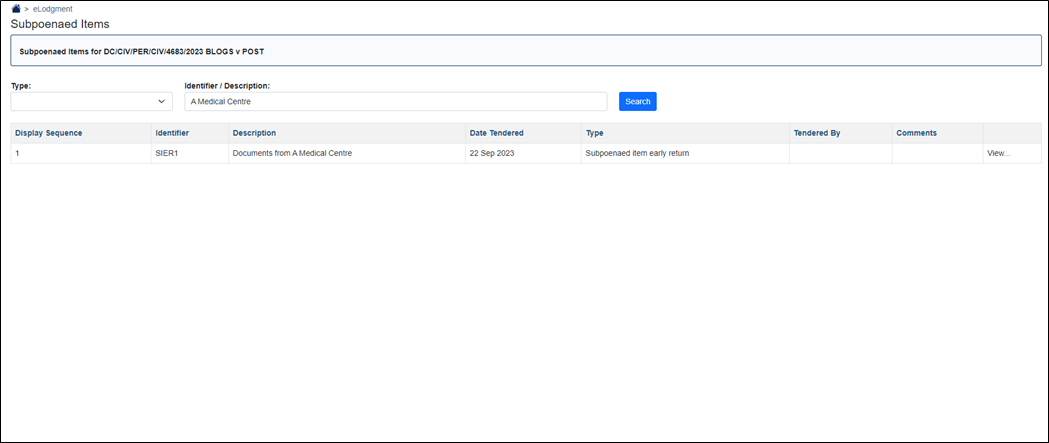 > eLodgment
Subpoenaed Items
Subpoenaed Items for DC/CIV/PER/CIV/4683/2023 BLOGS v POST
Type: Identifier / Description:
A Medical Centre Search
Display Sequence Identifier Description Date Tendered Type Tendered By Comments
1 SIER1 Documents from A Medical Centre 22 Sep 2023 Subpoenaed item early return View...